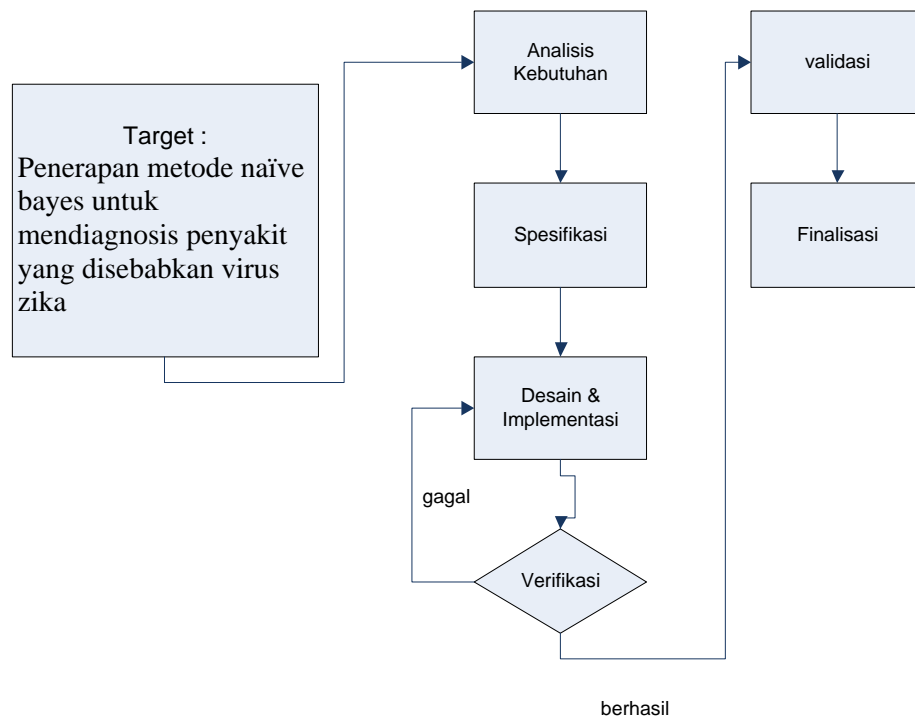 Target :
Penerapan metode naïve
bayes untuk
mendiagnosis penyakit
yang disebabkan virus
zika
Analisis
Kebutuhan
Spesifikasi
Desain &
Implementasi
gagal
Verifikasi
berhasil
validasi
Finalisasi